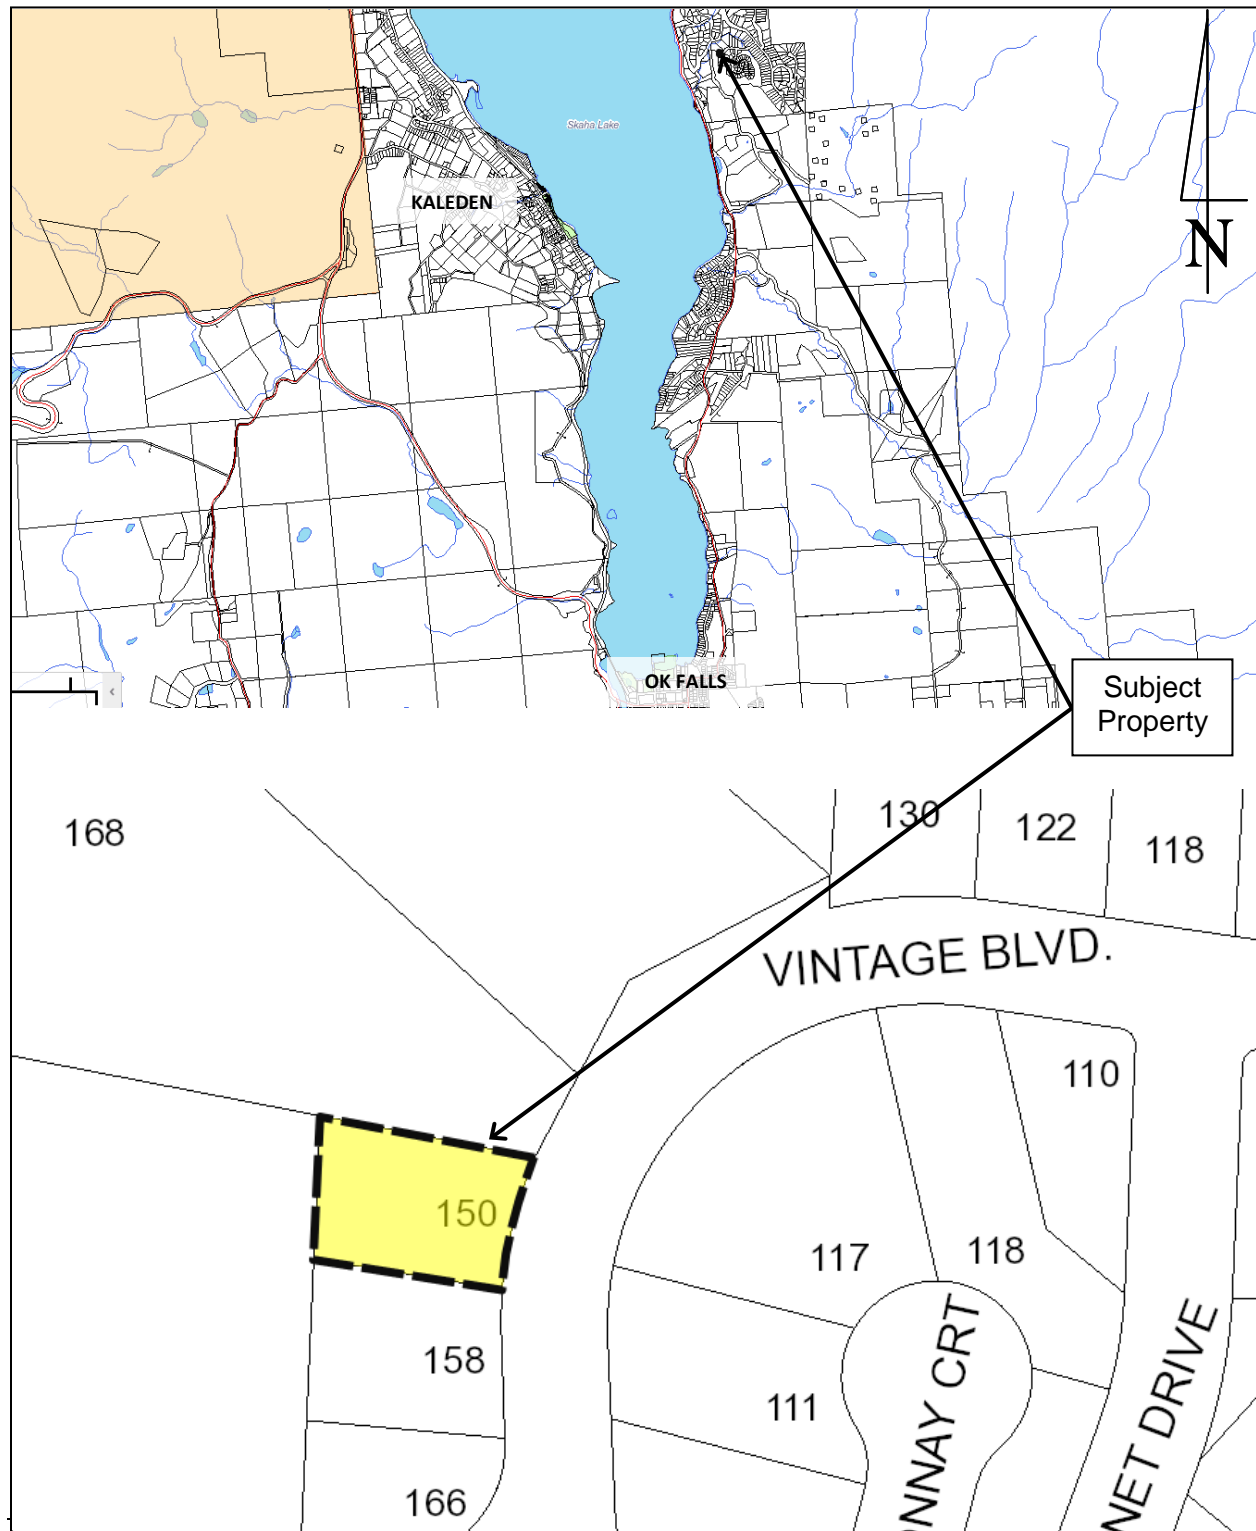 Skaha Lake
KALEDEN
N
OK FALLS
‹
Subject
Property
168
130
122
118
VINTAGE BLVD.
110
150
117
118
158
111
166
ONNAY CRT
NET DRIVE